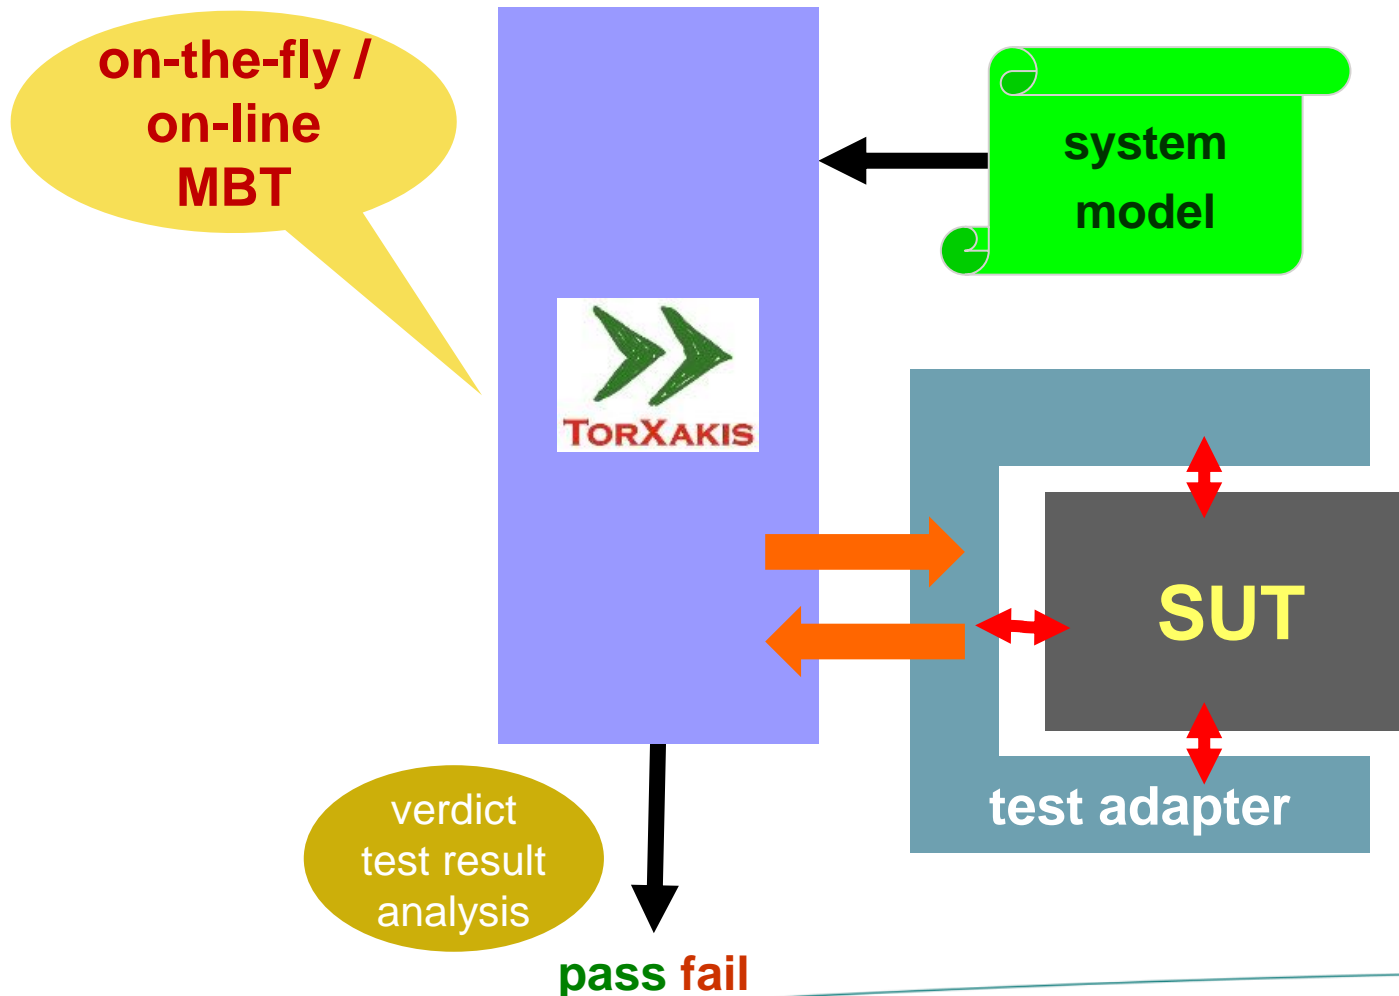 on-the-fly /
on-line
MBT
system
model
TORXAKIS
SUT
test adapter
verdict
test result
analysis
pass fail